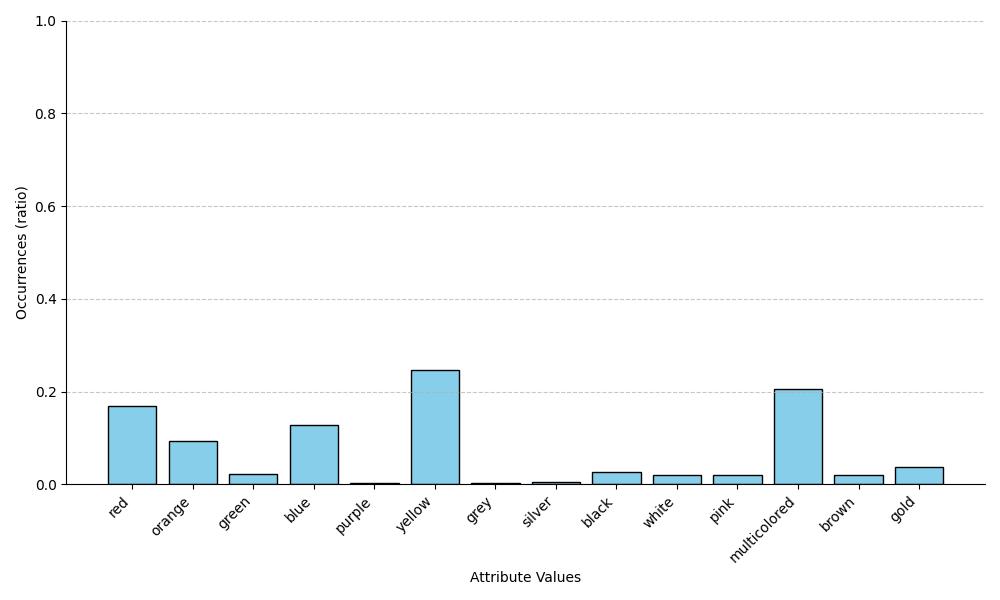 1.0
0.8
0.6
0.4
0.2
0.0
Occurrences (ratio)
red
orange
green
blue
purple
yellow
grey
silver
black
white
pink
multicolored
brown
gold
Attribute Values